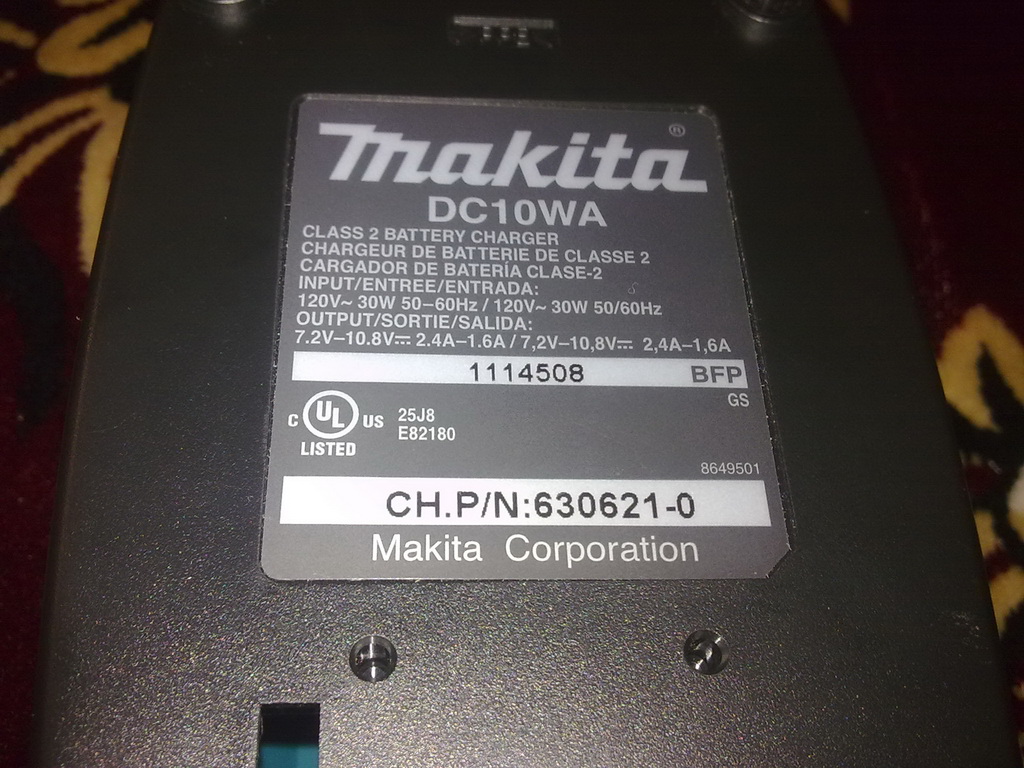 makita®
DC10WA
CLASS 2 BATTERY CHARGER
CHARGEUR DE BATTERIE DE CLASSE 2
CARGADOR DE BATERÍA CLASE-2
INPUT/ENTREE/ENTRADA:
120V~ 30W 50–60Hz / 120V~ 30W 50/60Hz
OUTPUT/SORTIE/SALIDA:
7.2V–10.8V⎓ 2.4A–1.6A / 7,2V–10,8V⎓ 2,4A–1,6A
1114508 BFP
GS
C UL US 25J8
E82180
LISTED
8649501
CH.P/N:630621-0
Makita Corporation